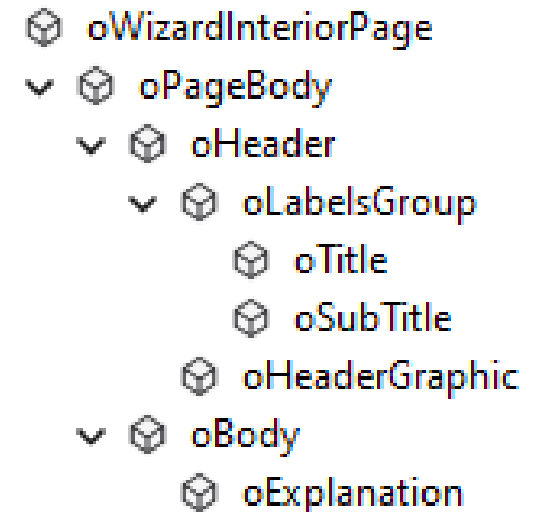 oWizardInteriorPage
oPageBody
oHeader
oLabelsGroup
oTitle
oSubTitle
oHeaderGraphic
oBody
oExplanation